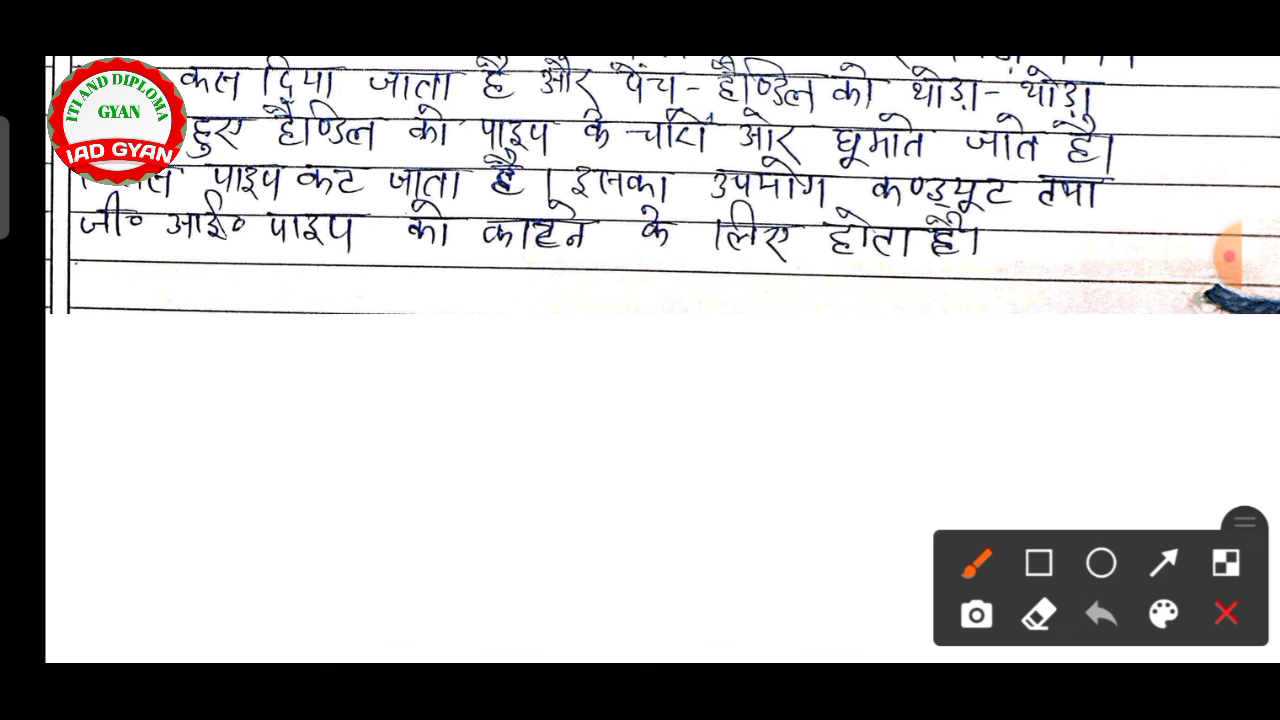 ITI AND DIPLOMA
GYAN
IAD GYAN
कस दिया जाता है और पेंच - हैण्डिल को थोड़ा - थोड़ा
हुए हैण्डिल को पाइप के चारों ओर घूमाते जाते है।
पाइप कट जाता है। इसका उपयोग कण्ड्यूट तथा
जी० आई० पाइप को काटने के लिए होता है।